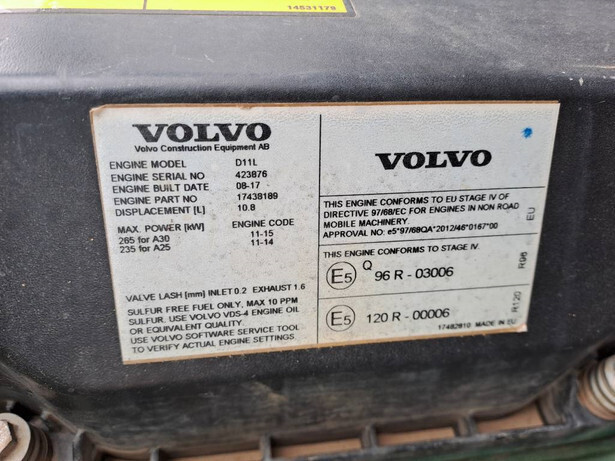 14531179
VOLVO
Volvo Construction Equipment AB
ENGINE MODEL D11L
ENGINE SERIAL NO 423876
ENGINE BUILT DATE 08-17
ENGINE PART NO 17438189
DISPLACEMENT [L] 10.8
MAX. POWER [kW] ENGINE CODE
265 for A30 11-15
235 for A25 11-14
VALVE LASH [mm] INLET 0.2 EXHAUST 1.6
SULFUR FREE FUEL ONLY, MAX 10 PPM
SULFUR. USE VOLVO VDS-4 ENGINE OIL
OR EQUIVALENT QUALITY.
USE VOLVO SOFTWARE SERVICE TOOL
TO VERIFY ACTUAL ENGINE SETTINGS.
VOLVO
THIS ENGINE CONFORMS TO EU STAGE IV OF
DIRECTIVE 97/68/EC FOR ENGINES IN NON ROAD
MOBILE MACHINERY.
APPROVAL NO: e5*97/68QA*2012/46*0167*00
EU
THIS ENGINE CONFORMS TO STAGE IV.
E5 Q 96 R - 03006
R96
E5 120 R - 00006
R120
17482810 MADE IN EU